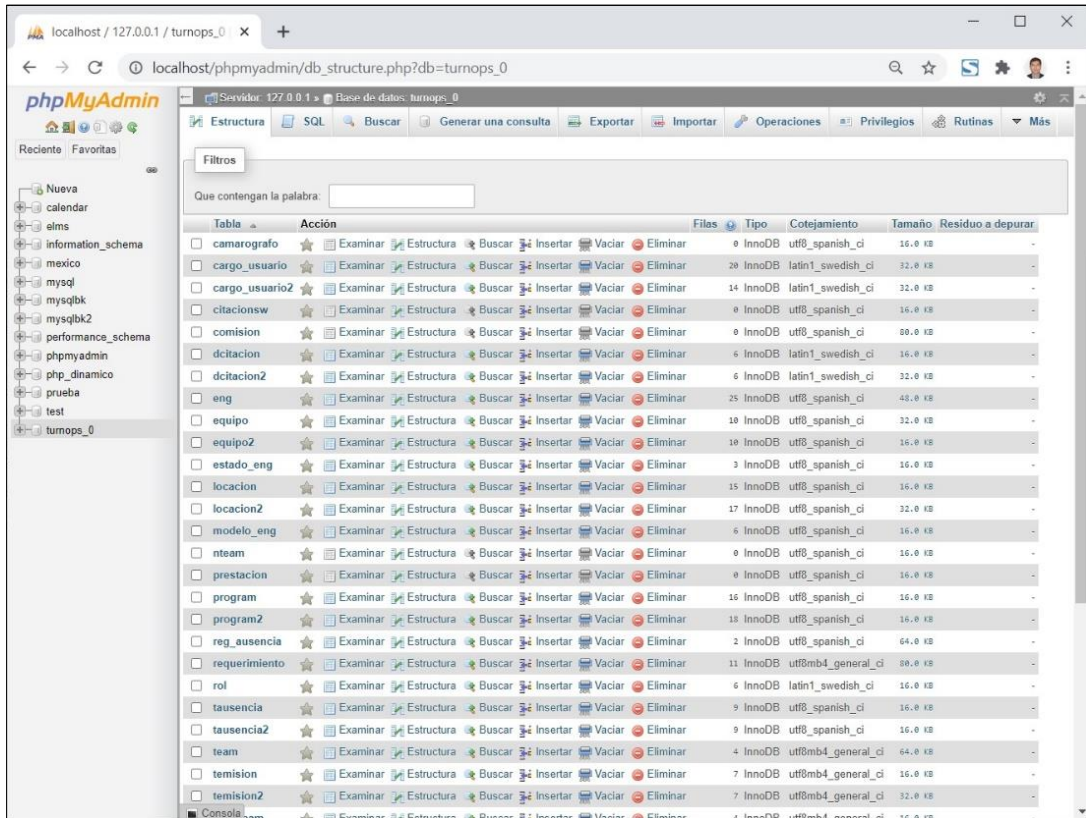 localhost / 127.0.0.1 / turnops_0
localhost/phpmyadmin/db_structure.php?db=turnops_0
phpMyAdmin
Reciente Favoritas
Nueva
calendar
elms
information_schema
mexico
mysql
mysqlbk
mysqlbk2
performance_schema
phpmyadmin
php_dinamico
prueba
test
turnops_0
Servidor: 127.0.0.1 » Base de datos: turnops_0
Estructura SQL Buscar Generar una consulta Exportar Importar Operaciones Privilegios Rutinas Más
Filtros
Que contengan la palabra:
Tabla Acción Filas Tipo Cotejamiento Tamaño Residuo a depurar
camarografo Examinar Estructura Buscar Insertar Vaciar Eliminar 0 InnoDB utf8_spanish_ci 16.0 KB -
cargo_usuario Examinar Estructura Buscar Insertar Vaciar Eliminar 20 InnoDB latin1_swedish_ci 32.0 KB -
cargo_usuario2 Examinar Estructura Buscar Insertar Vaciar Eliminar 14 InnoDB latin1_swedish_ci 32.0 KB -
citacionsw Examinar Estructura Buscar Insertar Vaciar Eliminar 0 InnoDB utf8_spanish_ci 16.0 KB -
comision Examinar Estructura Buscar Insertar Vaciar Eliminar 0 InnoDB utf8_spanish_ci 80.0 KB -
dcitacion Examinar Estructura Buscar Insertar Vaciar Eliminar 6 InnoDB latin1_swedish_ci 16.0 KB -
dcitacion2 Examinar Estructura Buscar Insertar Vaciar Eliminar 6 InnoDB latin1_swedish_ci 32.0 KB -
eng Examinar Estructura Buscar Insertar Vaciar Eliminar 25 InnoDB utf8_spanish_ci 48.0 KB -
equipo Examinar Estructura Buscar Insertar Vaciar Eliminar 10 InnoDB utf8_spanish_ci 32.0 KB -
equipo2 Examinar Estructura Buscar Insertar Vaciar Eliminar 10 InnoDB utf8_spanish_ci 16.0 KB -
estado_eng Examinar Estructura Buscar Insertar Vaciar Eliminar 3 InnoDB utf8_spanish_ci 16.0 KB -
locacion Examinar Estructura Buscar Insertar Vaciar Eliminar 15 InnoDB utf8_spanish_ci 16.0 KB -
locacion2 Examinar Estructura Buscar Insertar Vaciar Eliminar 17 InnoDB utf8_spanish_ci 32.0 KB -
modelo_eng Examinar Estructura Buscar Insertar Vaciar Eliminar 6 InnoDB utf8_spanish_ci 16.0 KB -
nteam Examinar Estructura Buscar Insertar Vaciar Eliminar 0 InnoDB utf8_spanish_ci 16.0 KB -
prestacion Examinar Estructura Buscar Insertar Vaciar Eliminar 0 InnoDB utf8_spanish_ci 16.0 KB -
program Examinar Estructura Buscar Insertar Vaciar Eliminar 16 InnoDB utf8_spanish_ci 16.0 KB -
program2 Examinar Estructura Buscar Insertar Vaciar Eliminar 18 InnoDB utf8_spanish_ci 16.0 KB -
reg_ausencia Examinar Estructura Buscar Insertar Vaciar Eliminar 2 InnoDB utf8_spanish_ci 64.0 KB -
requerimiento Examinar Estructura Buscar Insertar Vaciar Eliminar 11 InnoDB utf8mb4_general_ci 80.0 KB -
rol Examinar Estructura Buscar Insertar Vaciar Eliminar 6 InnoDB latin1_swedish_ci 16.0 KB -
tausencia Examinar Estructura Buscar Insertar Vaciar Eliminar 9 InnoDB utf8_spanish_ci 16.0 KB -
tausencia2 Examinar Estructura Buscar Insertar Vaciar Eliminar 9 InnoDB utf8_spanish_ci 16.0 KB -
team Examinar Estructura Buscar Insertar Vaciar Eliminar 4 InnoDB utf8mb4_general_ci 64.0 KB -
temision Examinar Estructura Buscar Insertar Vaciar Eliminar 7 InnoDB utf8mb4_general_ci 16.0 KB -
temision2 Examinar Estructura Buscar Insertar Vaciar Eliminar 7 InnoDB utf8mb4_general_ci 32.0 KB -
Consola Examinar Estructura Buscar Insertar Vaciar Eliminar 4 InnoDB utf8mb4_general_ci 16.0 KB